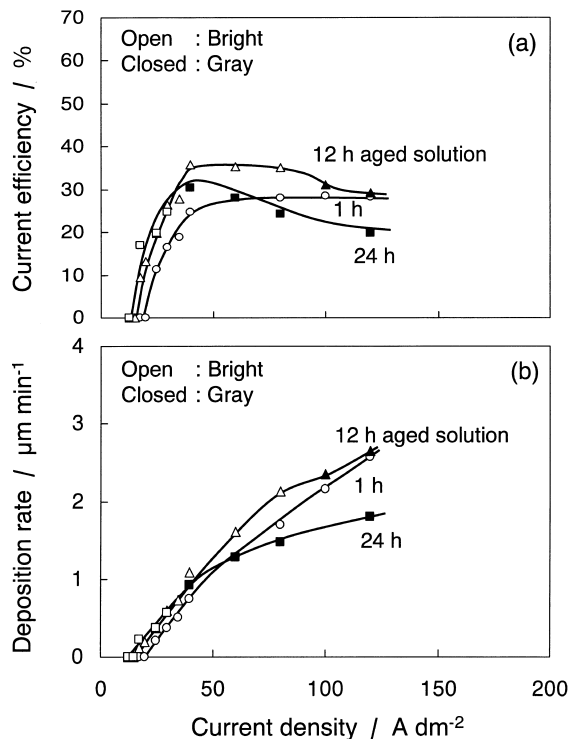 70
60
50
40
30
20
10
0
Current efficiency / %
Open : Bright
Closed : Gray
(a)
12 h aged solution
1 h
24 h
4
3
2
1
0
Deposition rate / μm min-1
Open : Bright
Closed : Gray
(b)
12 h aged solution
1 h
24 h
0 50 100 150 200
Current density / A dm-2